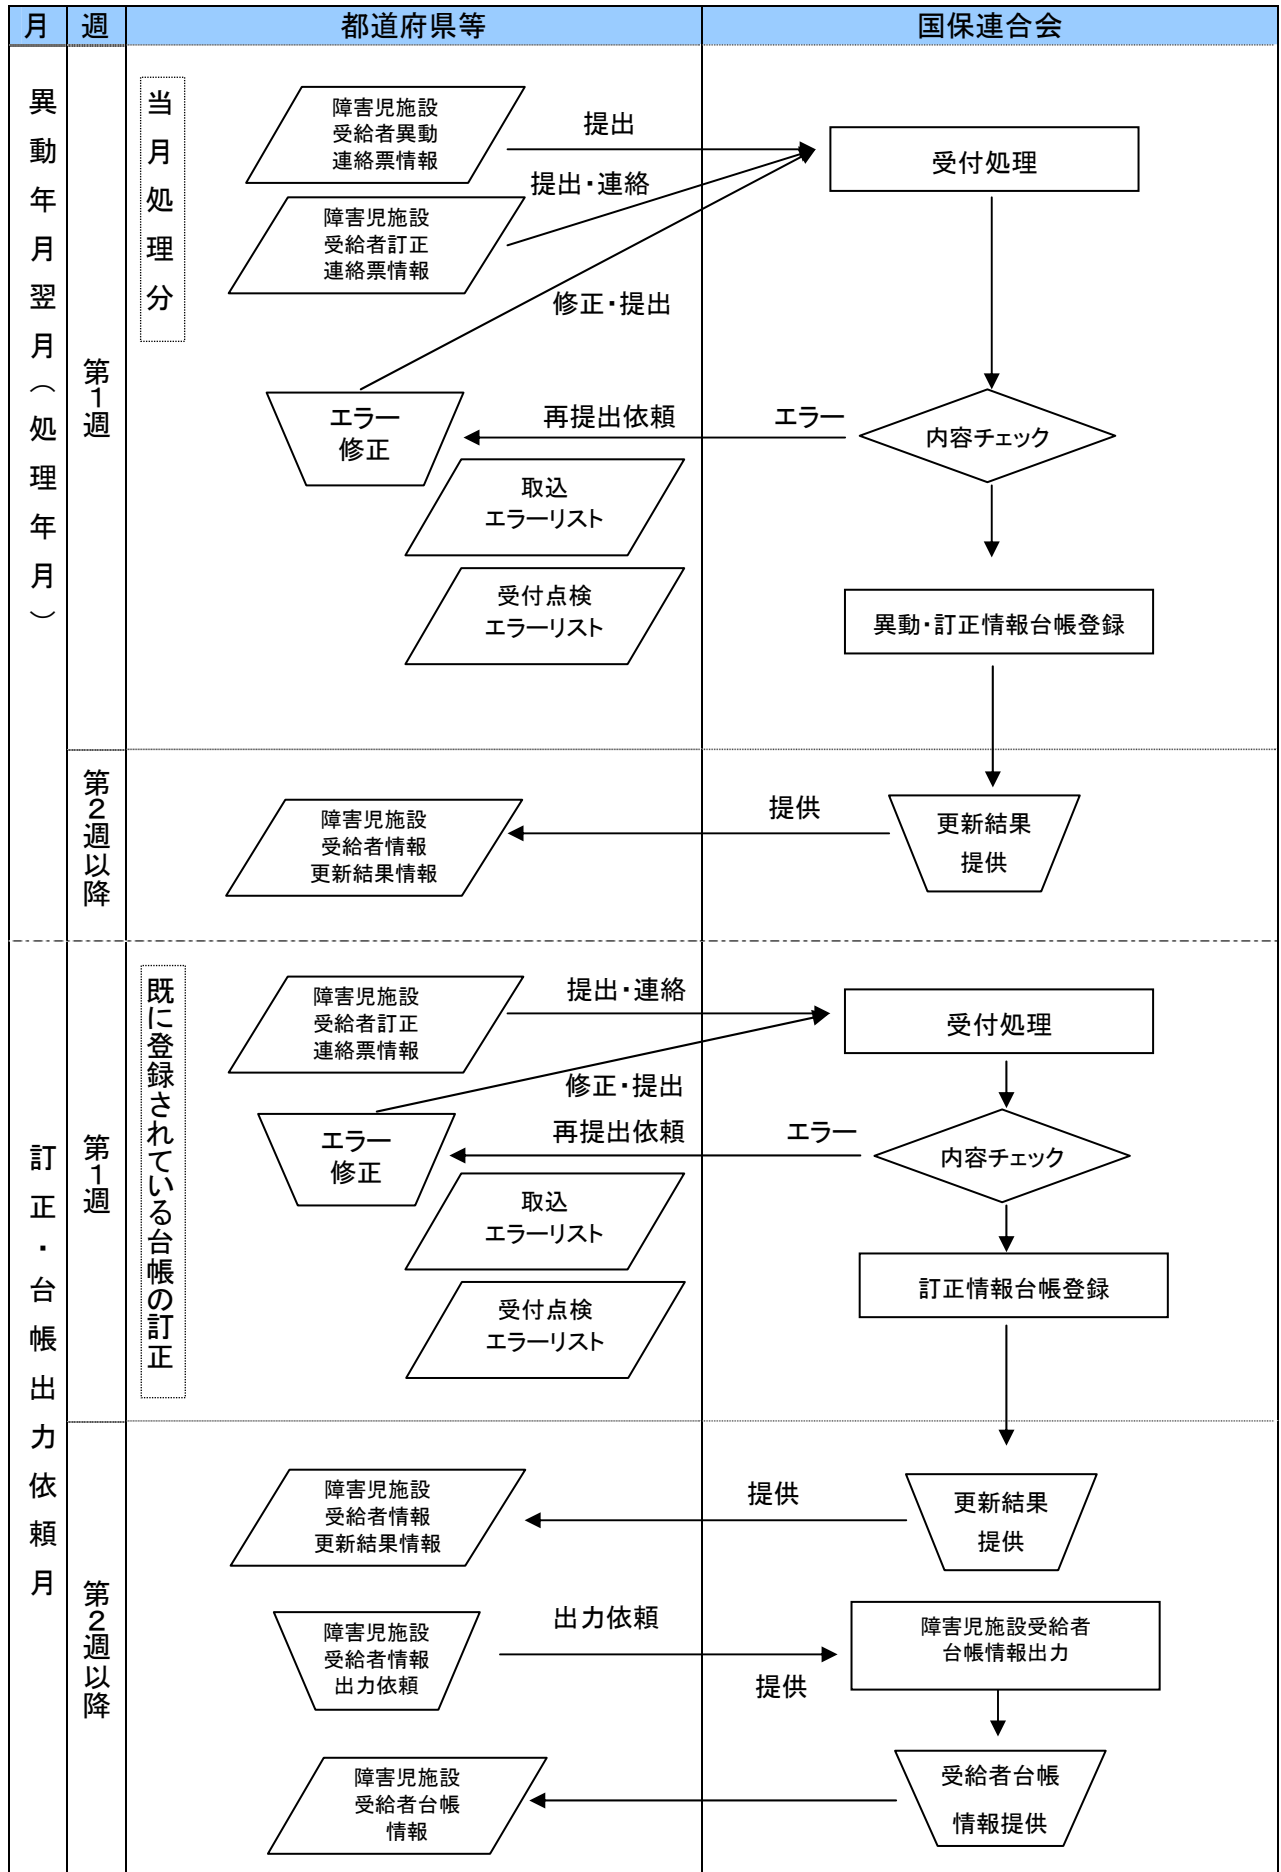 月
週
都道府県等
国保連合会
異動年月翌月（処理年月）
第1週
当月処理分
障害児施設
受給者異動
連絡票情報
提出
受付処理
提出・連絡
障害児施設
受給者訂正
連絡票情報
修正・提出
エラー
修正
再提出依頼
エラー
内容チェック
取込
エラーリスト
受付点検
エラーリスト
異動・訂正情報台帳登録
第2週以降
障害児施設
受給者情報
更新結果情報
提供
更新結果
提供
訂正・台帳出力依頼月
第1週
既に登録されている台帳の訂正
障害児施設
受給者訂正
連絡票情報
提出・連絡
受付処理
修正・提出
エラー
修正
再提出依頼
エラー
内容チェック
取込
エラーリスト
受付点検
エラーリスト
訂正情報台帳登録
第2週以降
障害児施設
受給者情報
更新結果情報
提供
更新結果
提供
障害児施設
受給者情報
出力依頼
出力依頼
障害児施設受給者
台帳情報出力
提供
障害児施設
受給者台帳
情報
受給者台帳
情報提供